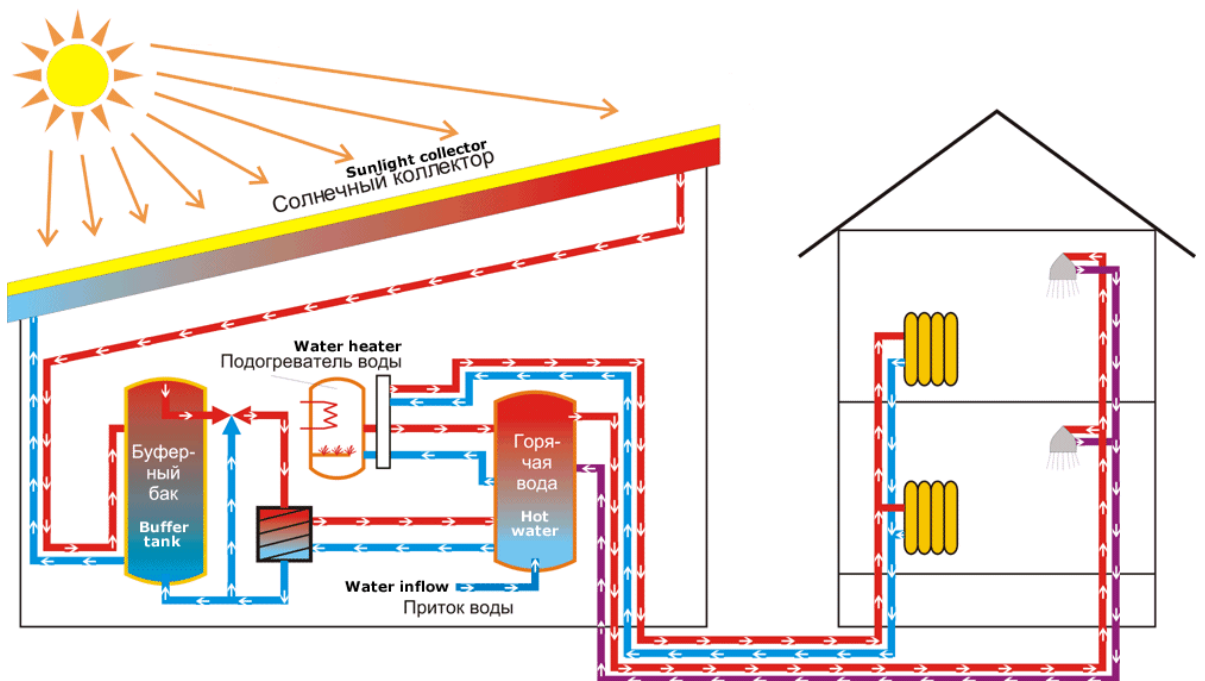 Sunlight collector
Солнечный коллектор
Water heater
Подогреватель воды
Буфер-
ный
бак
Buffer
tank
Горя-
чая
вода
Hot
water
Water inflow
Приток воды